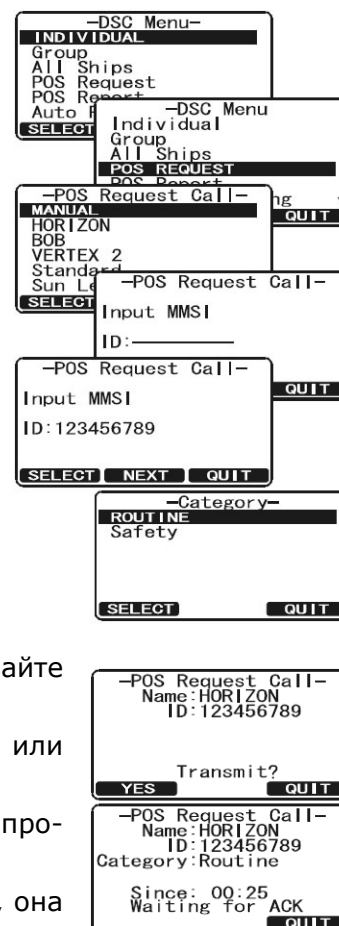 —DSC Menu—
INDIVIDUAL
Group
All Ships
POS Request
POS
Auto
SELECT
—DSC Menu
Individual
Group
All Ships
POS REQUEST
POS Report
QUIT
—POS Request Call—
MANUAL
HORIZON
BOB
VERTEX 2
Standard
Sun
SELECT
—POS Request Call—
Input MMSI
ID:
QUIT
—POS Request Call—
Input MMSI
ID:123456789
SELECT NEXT QUIT
—Category—
ROUTINE
Safety
SELECT QUIT
айте
или
про-
, она
—POS Request Call—
Name:HORIZON
ID:123456789
Transmit?
YES QUIT
—POS Request Call—
Name:HORIZON
ID:123456789
Category:Routine
Since: 00:25
Waiting for ACK
QUIT